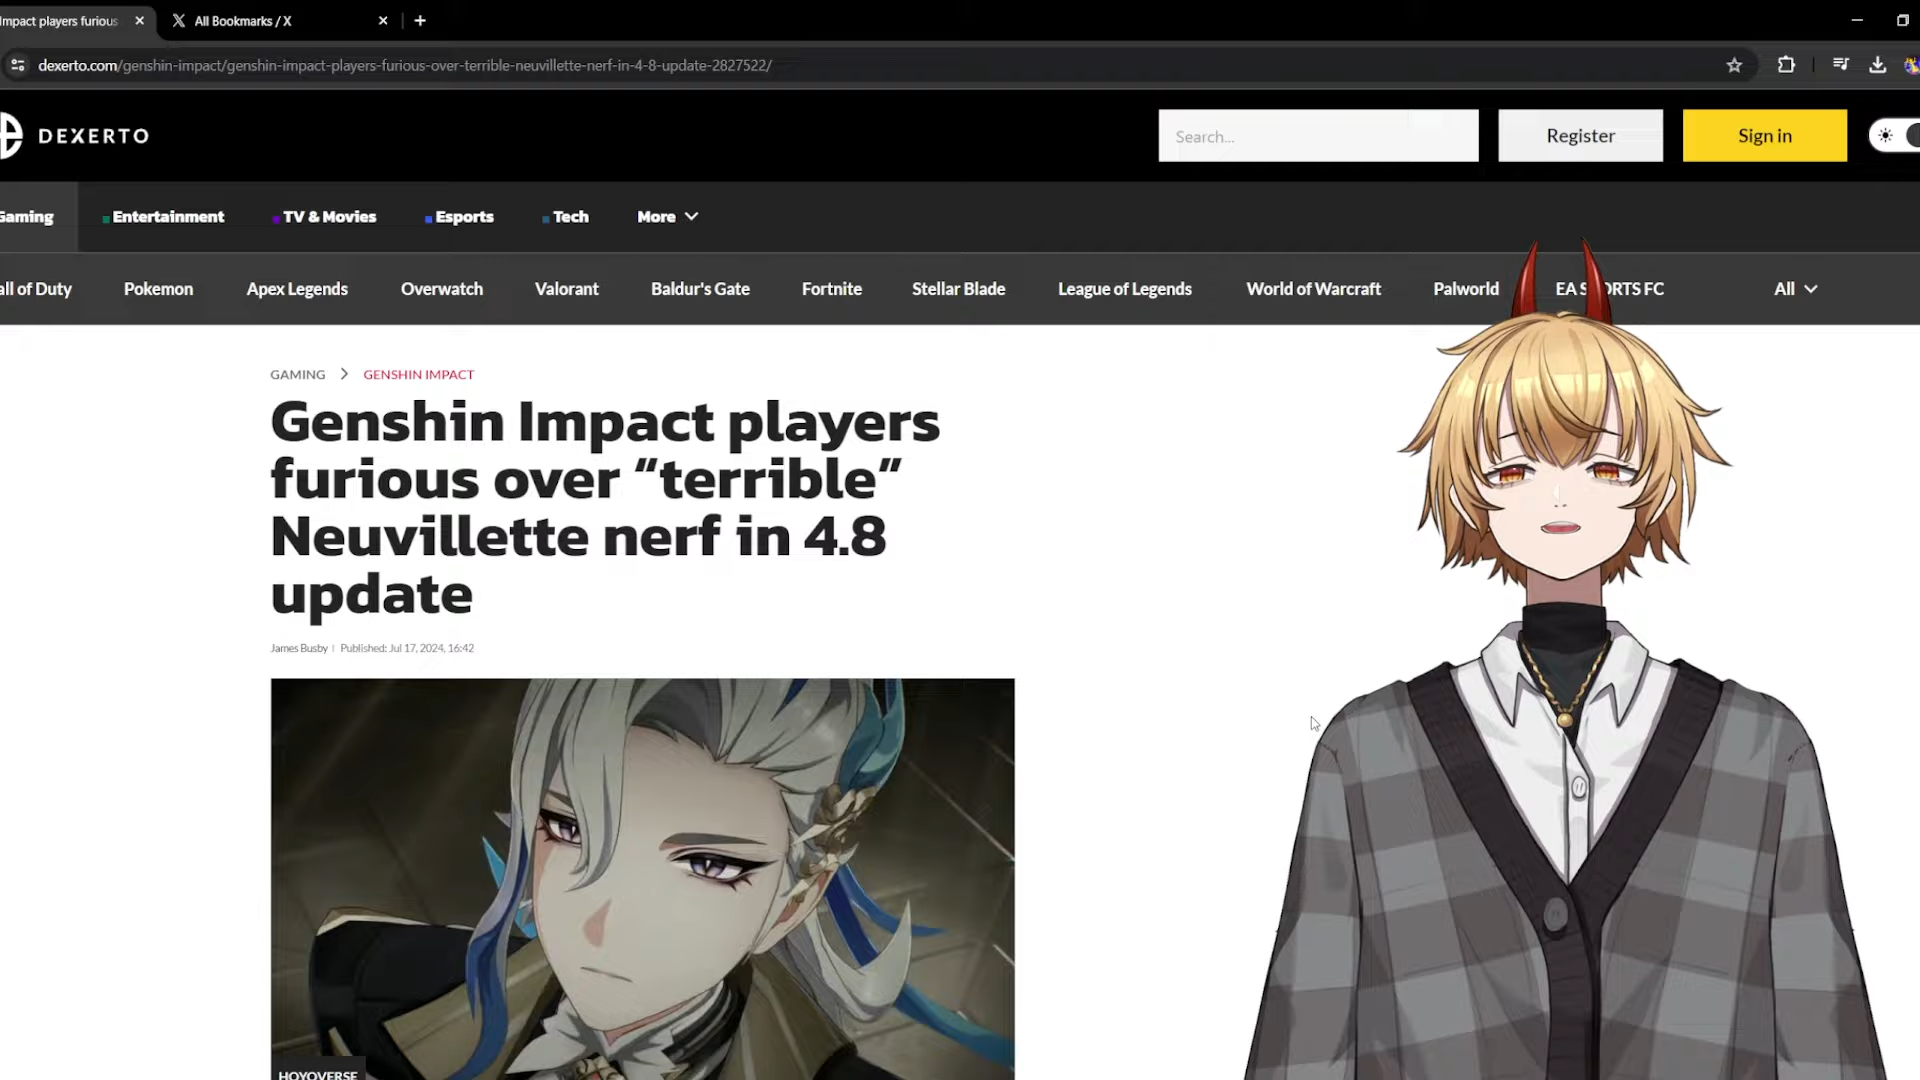 Impact players furious
All Bookmarks / X
dexerto.com/genshin-impact/genshin-impact-players-furious-over-terrible-neuvillette-nerf-in-4-8-update-2827522/
DEXERTO
Search...
Register
Sign in
Gaming
Entertainment
TV & Movies
Esports
Tech
More
all of Duty
Pokemon
Apex Legends
Overwatch
Valorant
Baldur's Gate
Fortnite
Stellar Blade
League of Legends
World of Warcraft
Palworld
EA SPORTS FC
All
GAMING > GENSHIN IMPACT
Genshin Impact players
furious over “terrible”
Neuvillette nerf in 4.8
update
James Busby | Published: Jul 17, 2024, 16:42
HOYOVERSE